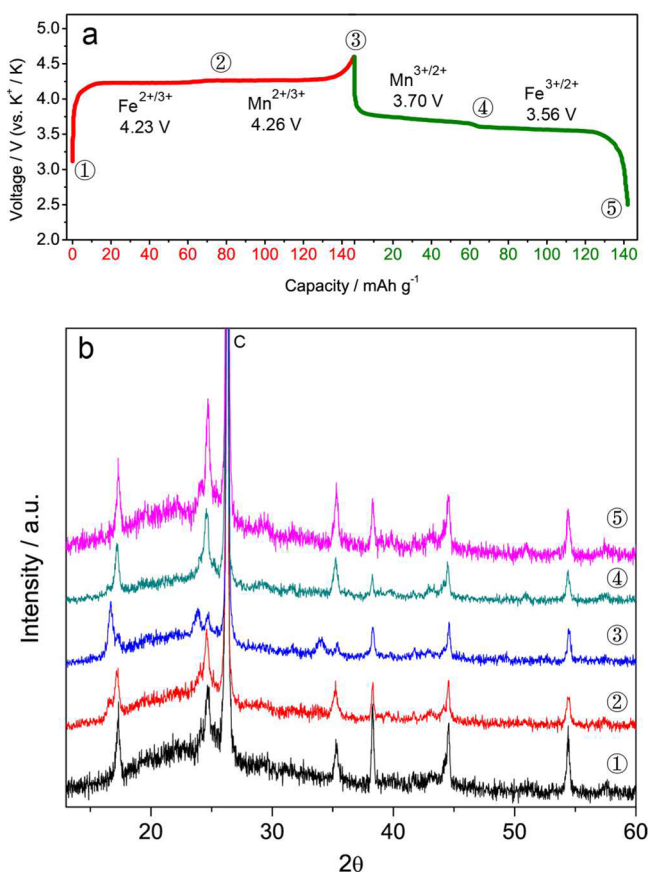 a
5.0
4.5
4.0
3.5
3.0
2.5
2.0
Voltage / V (vs. K⁺ / K)
①
②
③
④
⑤
Fe²⁺/³⁺
4.23 V
Mn²⁺/³⁺
4.26 V
Mn³⁺/²⁺
3.70 V
Fe³⁺/²⁺
3.56 V
0 20 40 60 80 100 120 140 20 40 60 80 100 120 140
Capacity / mAh g⁻¹
b
C
Intensity / a.u.
⑤
④
③
②
①
20 30 40 50 60
2θ